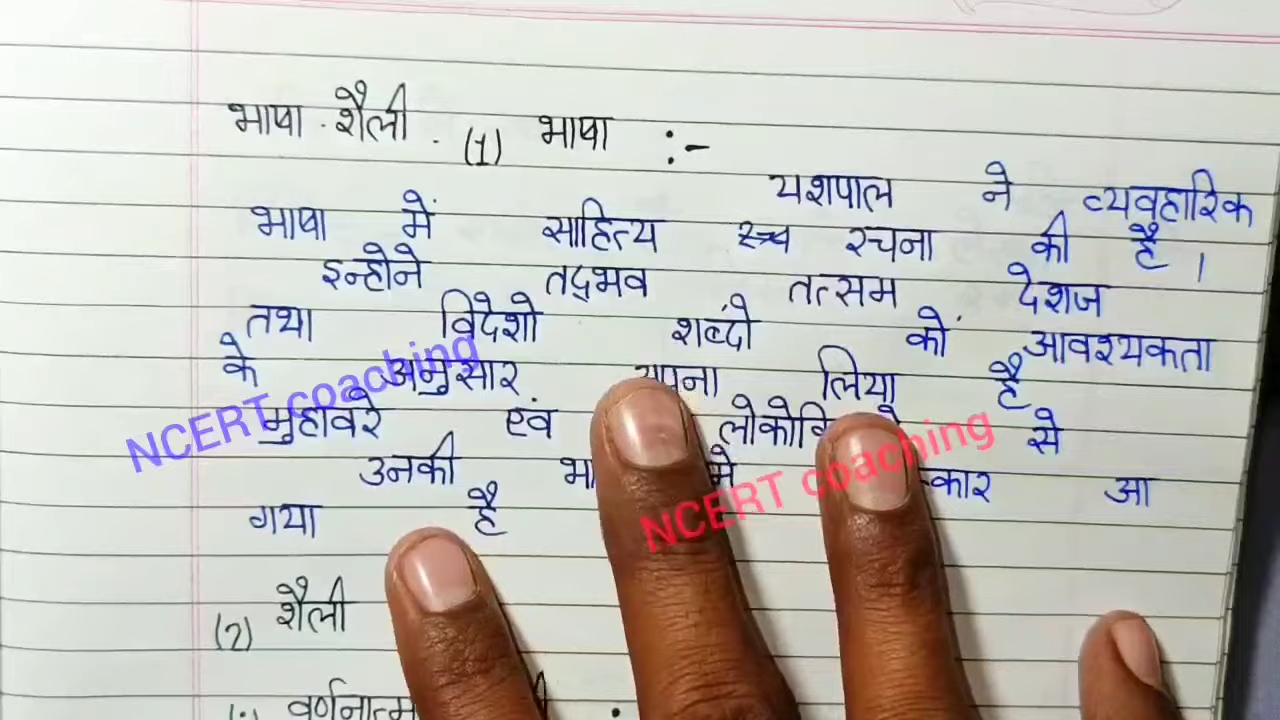 भाषा - शैली - (1) भाषा :-
यशपाल ने व्यवहारिक
भाषा में साहित्य रचना की है ।
इन्होने तद्भव तत्सम देशज
तथा विदेशो शब्दो को आवश्यकता
के अनुसार लिया है
मुहावरे एवं से
उनकी मे आ
गया है
(2) शैली
NCERT coaching
NCERT coaching